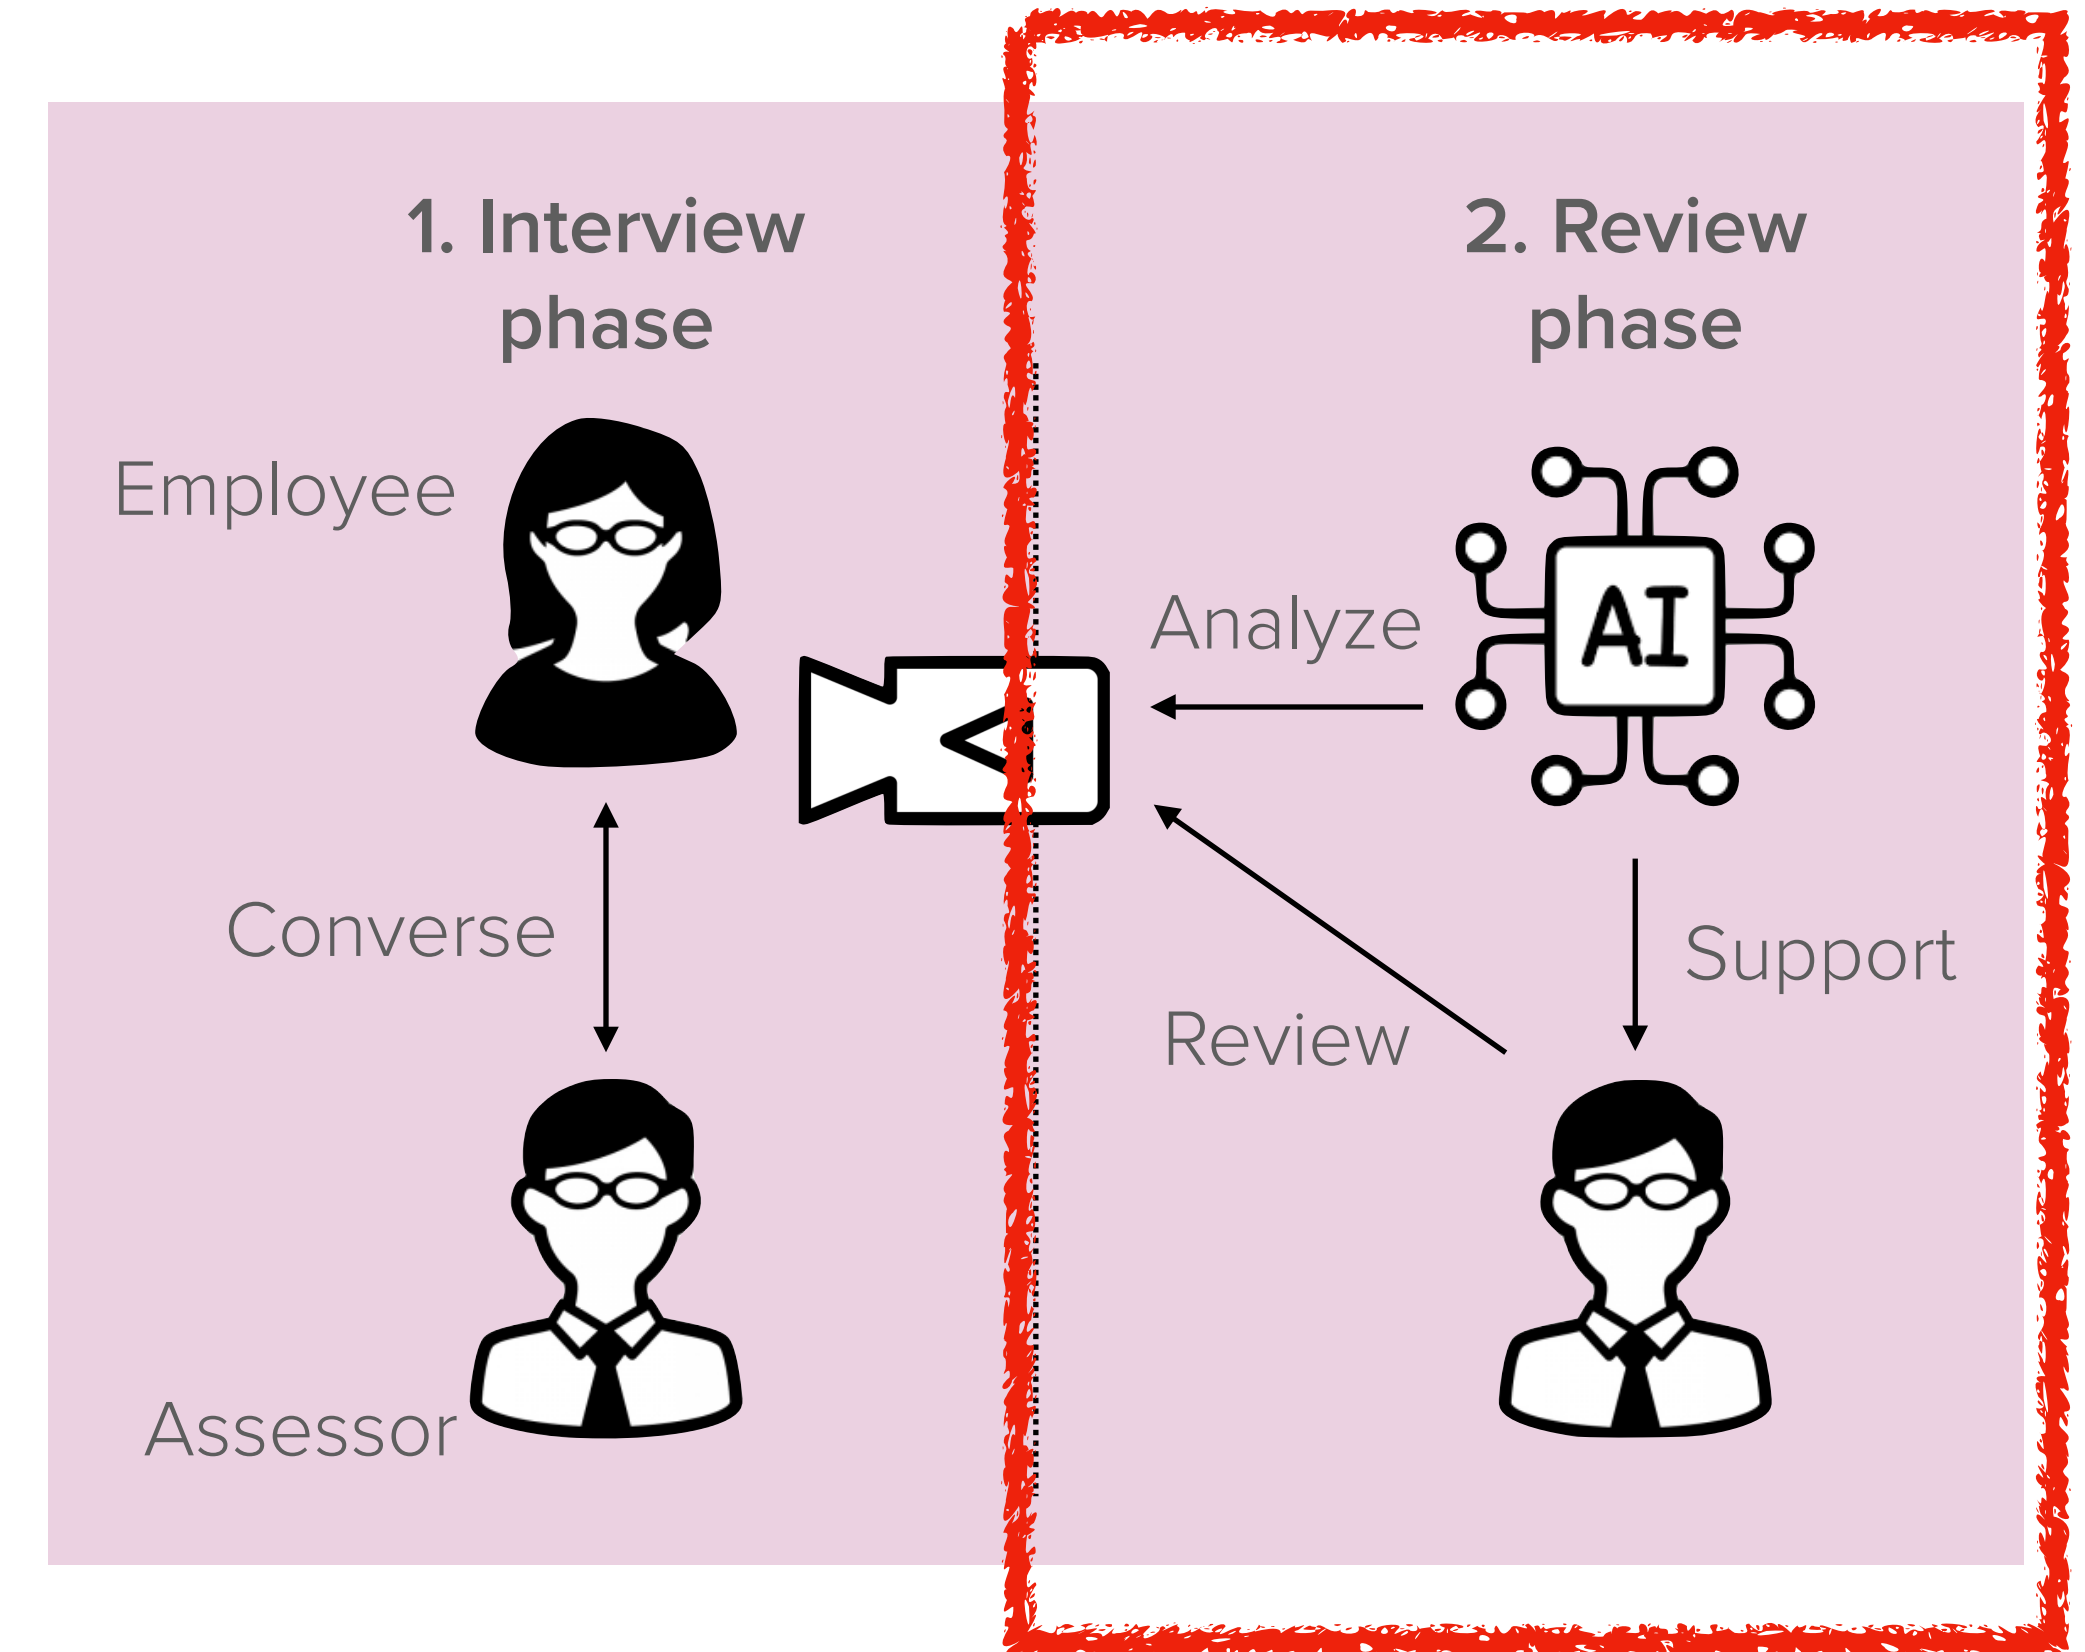 1. Interview
phase
Employee
Converse
Assessor
2. Review
phase
Analyze
AI
Support
Review